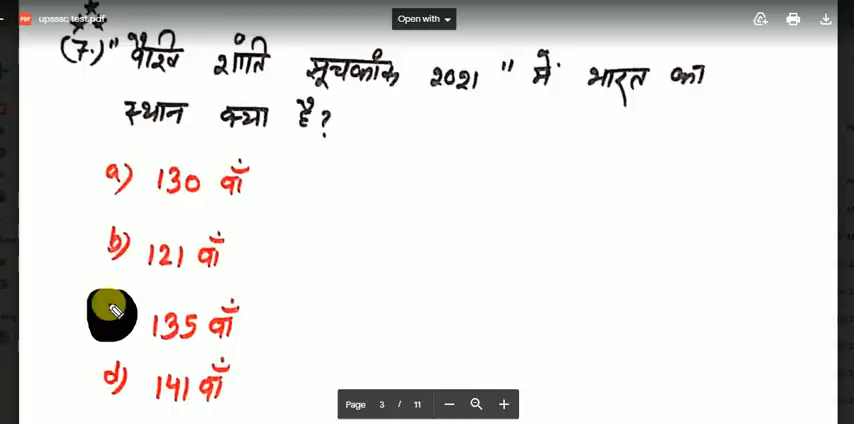 upsssc test.pdf
Open with
(7.) "वैश्वि शांति सूचकांक 2021" में भारत का
स्थान क्या है?
a) 130 वाँ
b) 121 वाँ
135 वाँ
d) 141 वाँ
Page 3 / 11